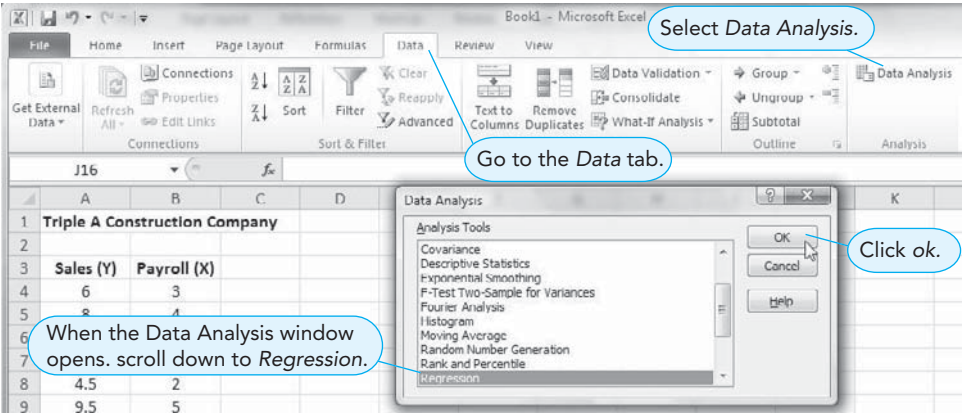 Book1 - Microsoft Excel
Select Data Analysis.
File Home Insert Page Layout Formulas Data Review View
Get External Data
Refresh All
Connections
Properties
Edit Links
Connections
Sort
Filter
Clear
Reapply
Advanced
Sort & Filter
Text to Columns
Remove Duplicates
Data Validation
Consolidate
What-If Analysis
Group
Ungroup
Subtotal
Outline
Data Analysis
Analysis
Go to the Data tab.
J16 fx
A B C D K
1 Triple A Construction Company
2
3 Sales (Y) Payroll (X)
4 6 3
5 8 4
6
7
8 4.5 2
9 9.5 5
When the Data Analysis window
opens. scroll down to Regression.
Data Analysis
Analysis Tools
Covariance
Descriptive Statistics
Exponential Smoothing
F-Test Two-Sample for Variances
Fourier Analysis
Histogram
Moving Average
Random Number Generation
Rank and Percentile
Regression
OK
Cancel
Help
Click ok.